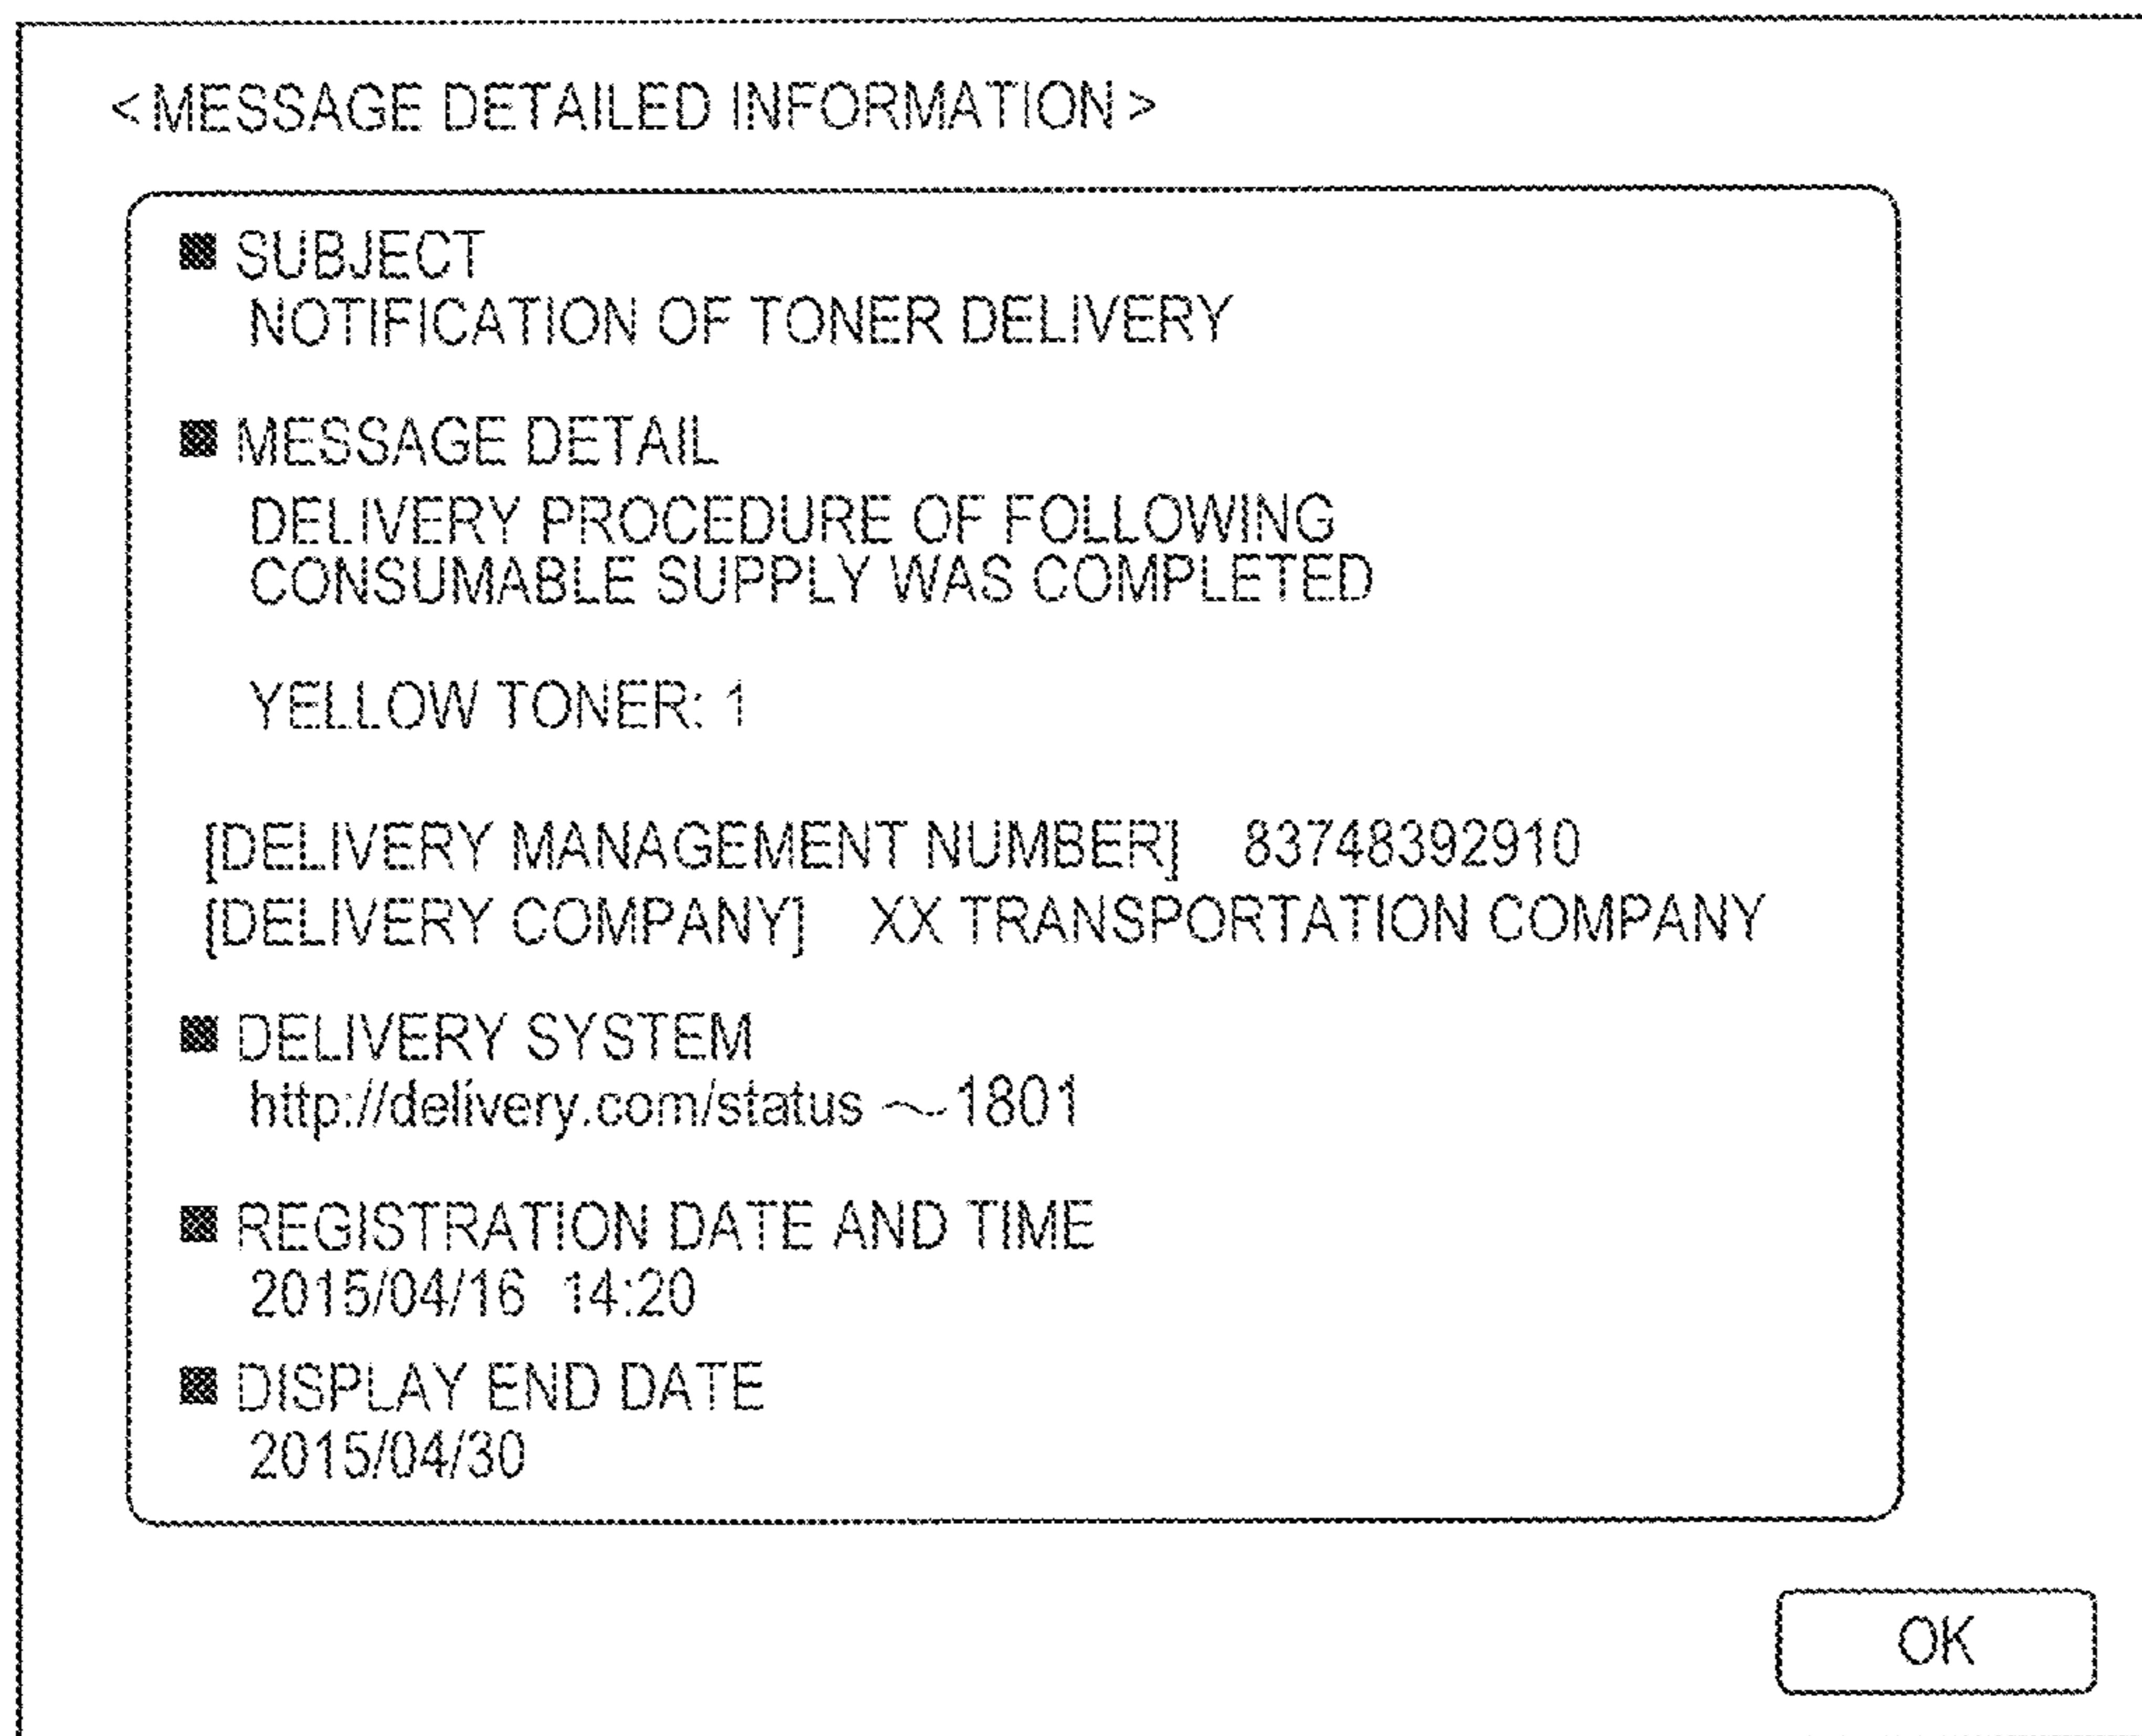 <MESSAGE DETAILED INFORMATION>
■ SUBJECT
NOTIFICATION OF TONER DELIVERY
■ MESSAGE DETAIL
DELIVERY PROCEDURE OF FOLLOWING
CONSUMABLE SUPPLY WAS COMPLETED
YELLOW TONER: 1
[DELIVERY MANAGEMENT NUMBER] 83748392910
[DELIVERY COMPANY] XX TRANSPORTATION COMPANY
■ DELIVERY SYSTEM
http://delivery.com/status ~1801
■ REGISTRATION DATE AND TIME
2015/04/16 14:20
■ DISPLAY END DATE
2015/04/30
OK